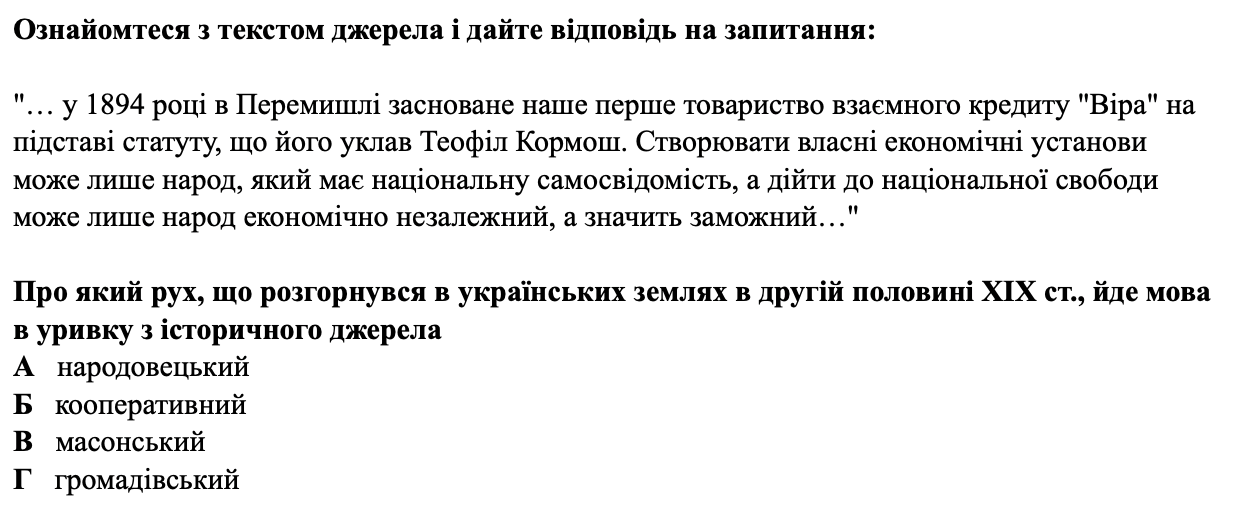 Ознайомтеся з текстом джерела і дайте відповідь на запитання:
"… у 1894 році в Перемишлі засноване наше перше товариство взаємного кредиту "Віра" на
підставі статуту, що його уклав Теофіл Кормош. Створювати власні економічні установи
може лише народ, який має національну самосвідомість, а дійти до національної свободи
може лише народ економічно незалежний, а значить заможний…"
Про який рух, що розгорнувся в українських землях в другій половині XIX ст., йде мова
в уривку з історичного джерела
А народовецький
Б кооперативний
В масонський
Г громадівський